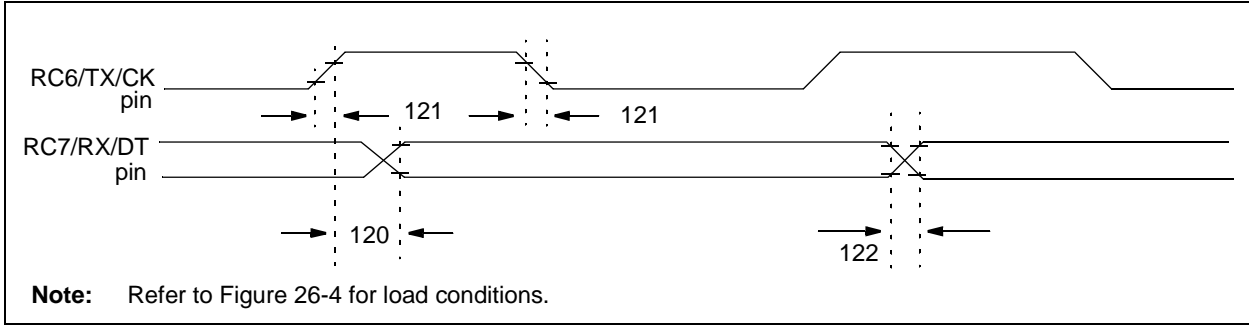 RC6/TX/CK
pin
121
121
RC7/RX/DT
pin
120
122
Note: Refer to Figure 26-4 for load conditions.